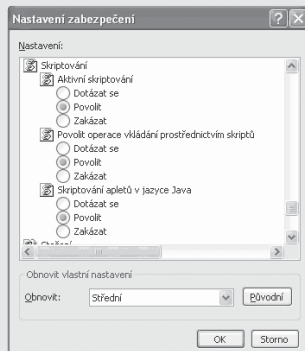 Nastavení zabezpečení
Nastavení:
Skriptování
Aktivní skriptování
Dotázat se
Povolit
Zakázat
Povolit operace vkládání prostřednictvím skriptů
Dotázat se
Povolit
Zakázat
Skriptování apletů v jazyce Java
Dotázat se
Povolit
Zakázat
Obnovit vlastní nastavení
Obnovit:
Střední
Původní
OK
Storno